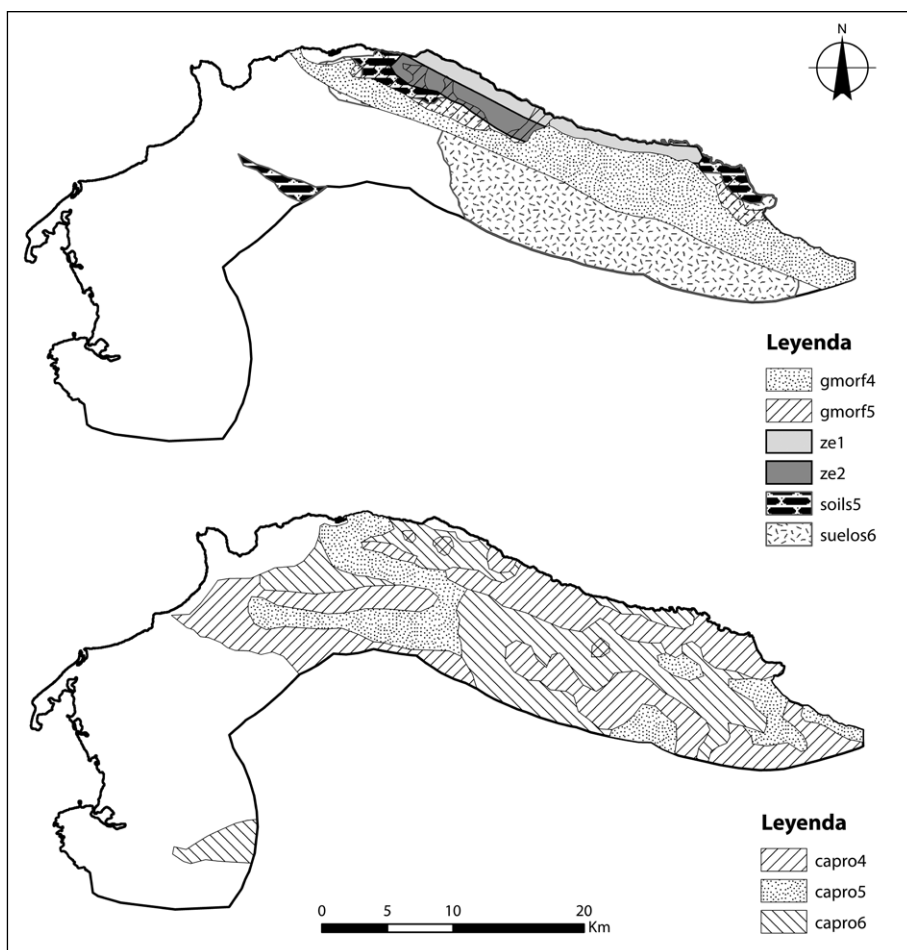 N
Leyenda
gmorf4
gmorf5
ze1
ze2
soils5
suelos6
Leyenda
capro4
capro5
capro6
0 5 10 20
Km